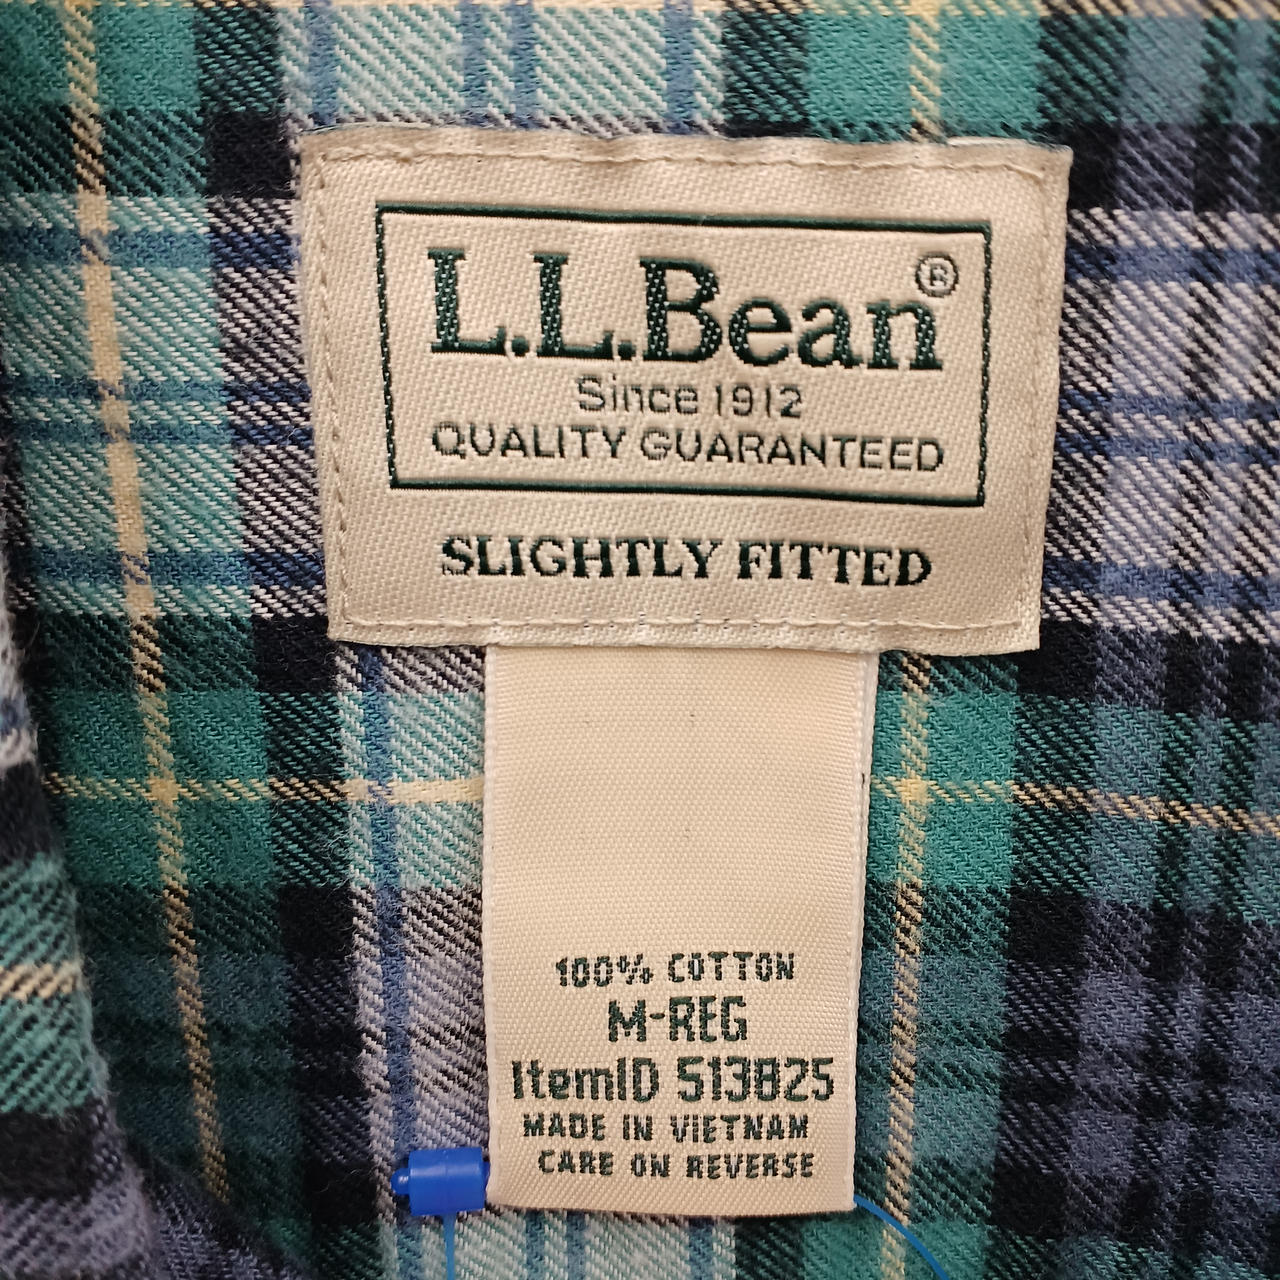 L.L.Bean®
Since 1912
QUALITY GUARANTEED
SLIGHTLY FITTED
100% COTTON
M-REG
ItemID 513825
MADE IN VIETNAM
CARE ON REVERSE